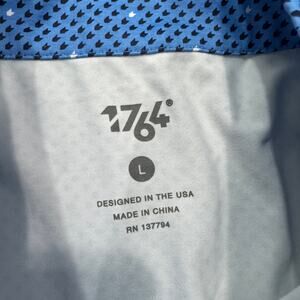 1764°
L
DESIGNED IN THE USA
MADE IN CHINA
RN 137794